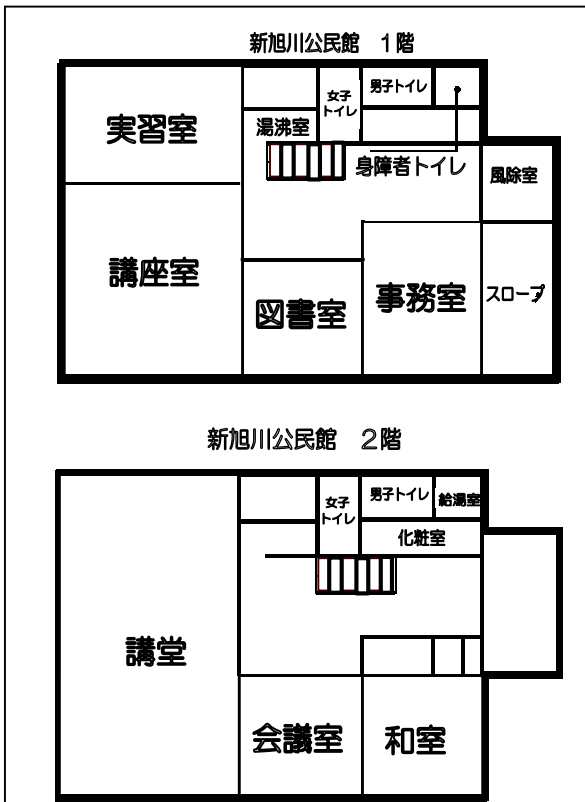 新旭川公民館　1階
女子
トイレ
男子トイレ
実習室
湯沸室
身障者トイレ
風除室
講座室
図書室
事務室
スロープ
新旭川公民館　２階
女子
トイレ
男子トイレ
給湯室
化粧室
講堂
会議室
和室